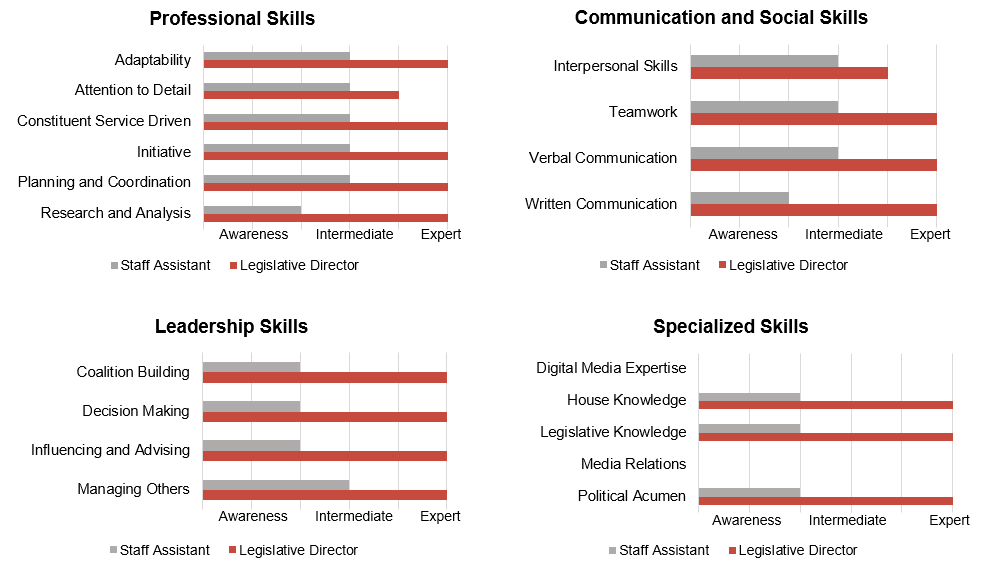 Professional Skills
Adaptability
Attention to Detail
Constituent Service Driven
Initiative
Planning and Coordination
Research and Analysis
Awareness Intermediate Expert
Staff Assistant Legislative Director
Communication and Social Skills
Interpersonal Skills
Teamwork
Verbal Communication
Written Communication
Awareness Intermediate Expert
Staff Assistant Legislative Director
Leadership Skills
Coalition Building
Decision Making
Influencing and Advising
Managing Others
Awareness Intermediate Expert
Staff Assistant Legislative Director
Specialized Skills
Digital Media Expertise
House Knowledge
Legislative Knowledge
Media Relations
Political Acumen
Awareness Intermediate Expert
Staff Assistant Legislative Director